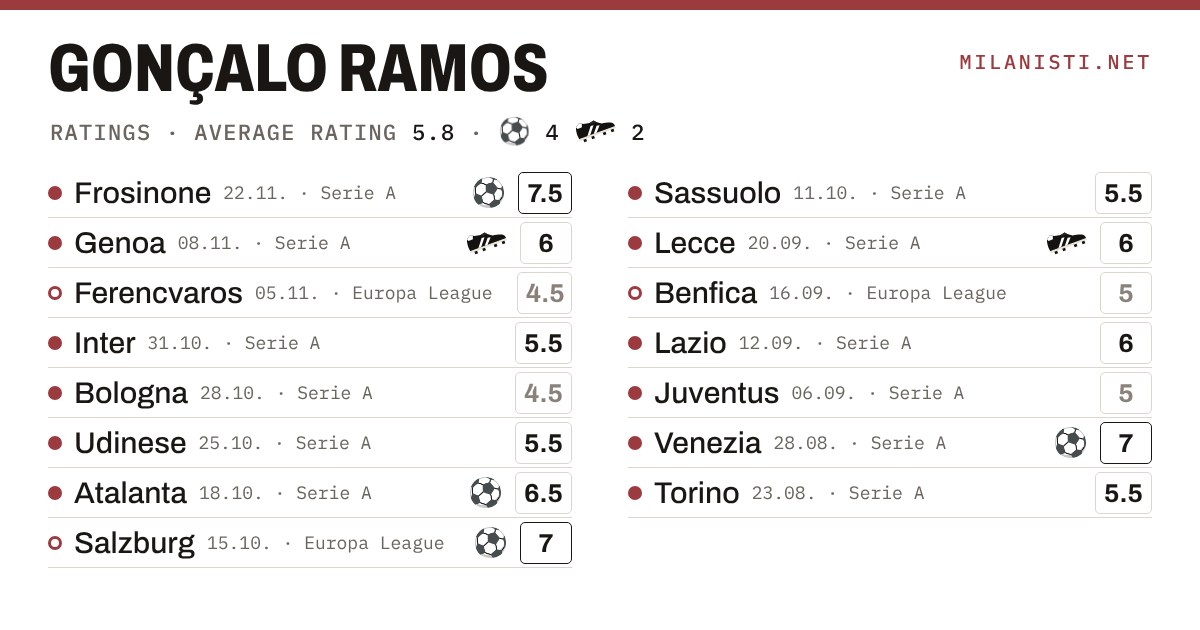 GONÇALO RAMOS
MILANISTI.NET
RATINGS · AVERAGE RATING 5.8 · ⚽ 4 2
Frosinone 22.11. · Serie A ⚽ 7.5
Genoa 08.11. · Serie A 6
Ferencvaros 05.11. · Europa League 4.5
Inter 31.10. · Serie A 5.5
Bologna 28.10. · Serie A 4.5
Udinese 25.10. · Serie A 5.5
Atalanta 18.10. · Serie A ⚽ 6.5
Salzburg 15.10. · Europa League ⚽ 7
Sassuolo 11.10. · Serie A 5.5
Lecce 20.09. · Serie A 6
Benfica 16.09. · Europa League 5
Lazio 12.09. · Serie A 6
Juventus 06.09. · Serie A 5
Venezia 28.08. · Serie A ⚽ 7
Torino 23.08. · Serie A 5.5